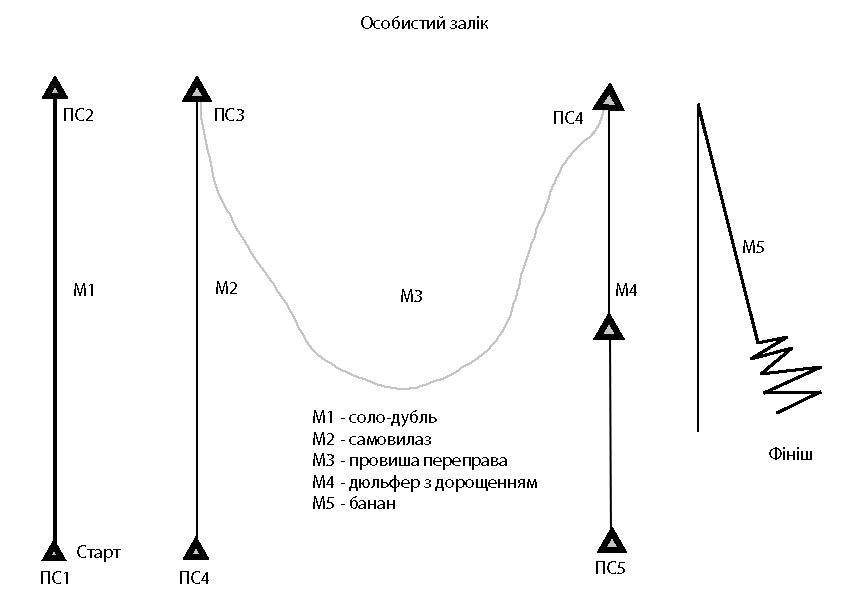 Особистий залік
ПС2
ПС3
ПС4
М1
М2
М3
М4
М5
М1 - соло-дубль
М2 - самовилаз
М3 - провиша переправа
М4 - дюльфер з дорощенням
М5 - банан
Фініш
Старт
ПС1
ПС4
ПС5